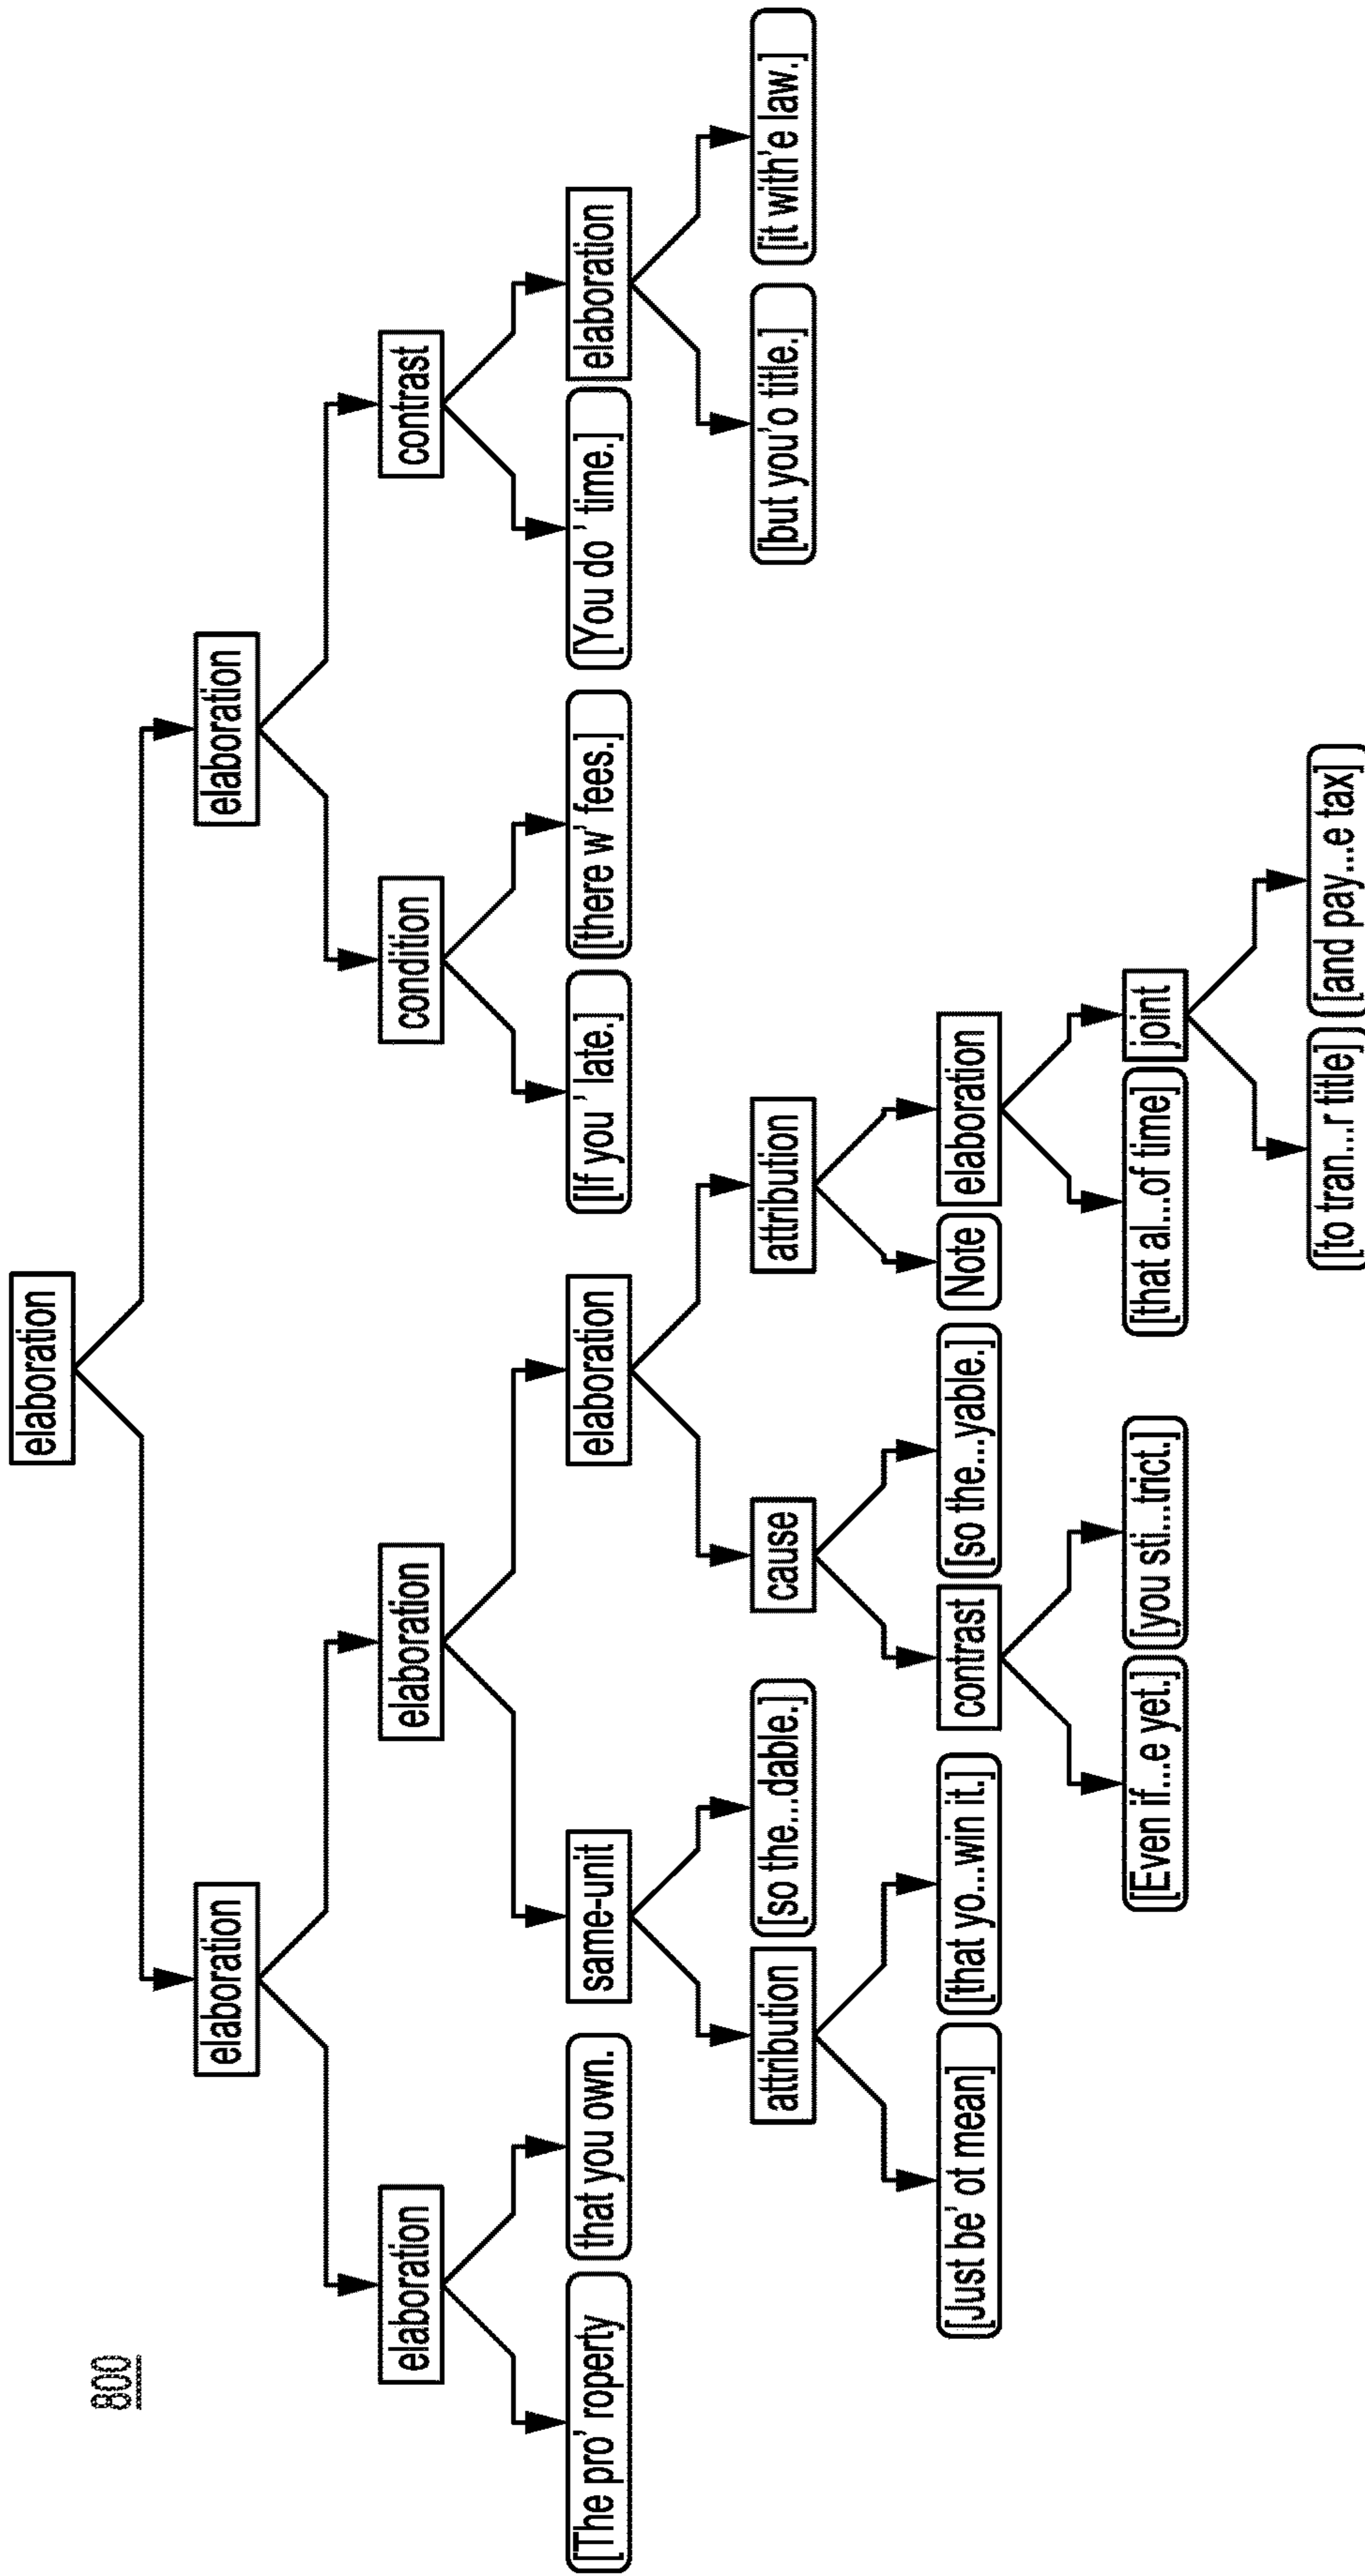 800
elaboration
elaboration
elaboration
elaboration
elaboration
condition
contrast
[The pro' roperty
that you own.
same-unit
elaboration
[If you ' late.]
[there w' fees.]
[You do ' time.]
elaboration
attribution
[so the...dable.]
cause
attribution
[but you'o title.]
[it with'e law.]
[Just be' ot mean]
[that yo...win it.]
contrast
[so the...yable.]
Note
elaboration
[Even if...e yet.]
[you sti...trict.]
[that al...of time]
joint
[to tran...r title]
[and pay...e tax]